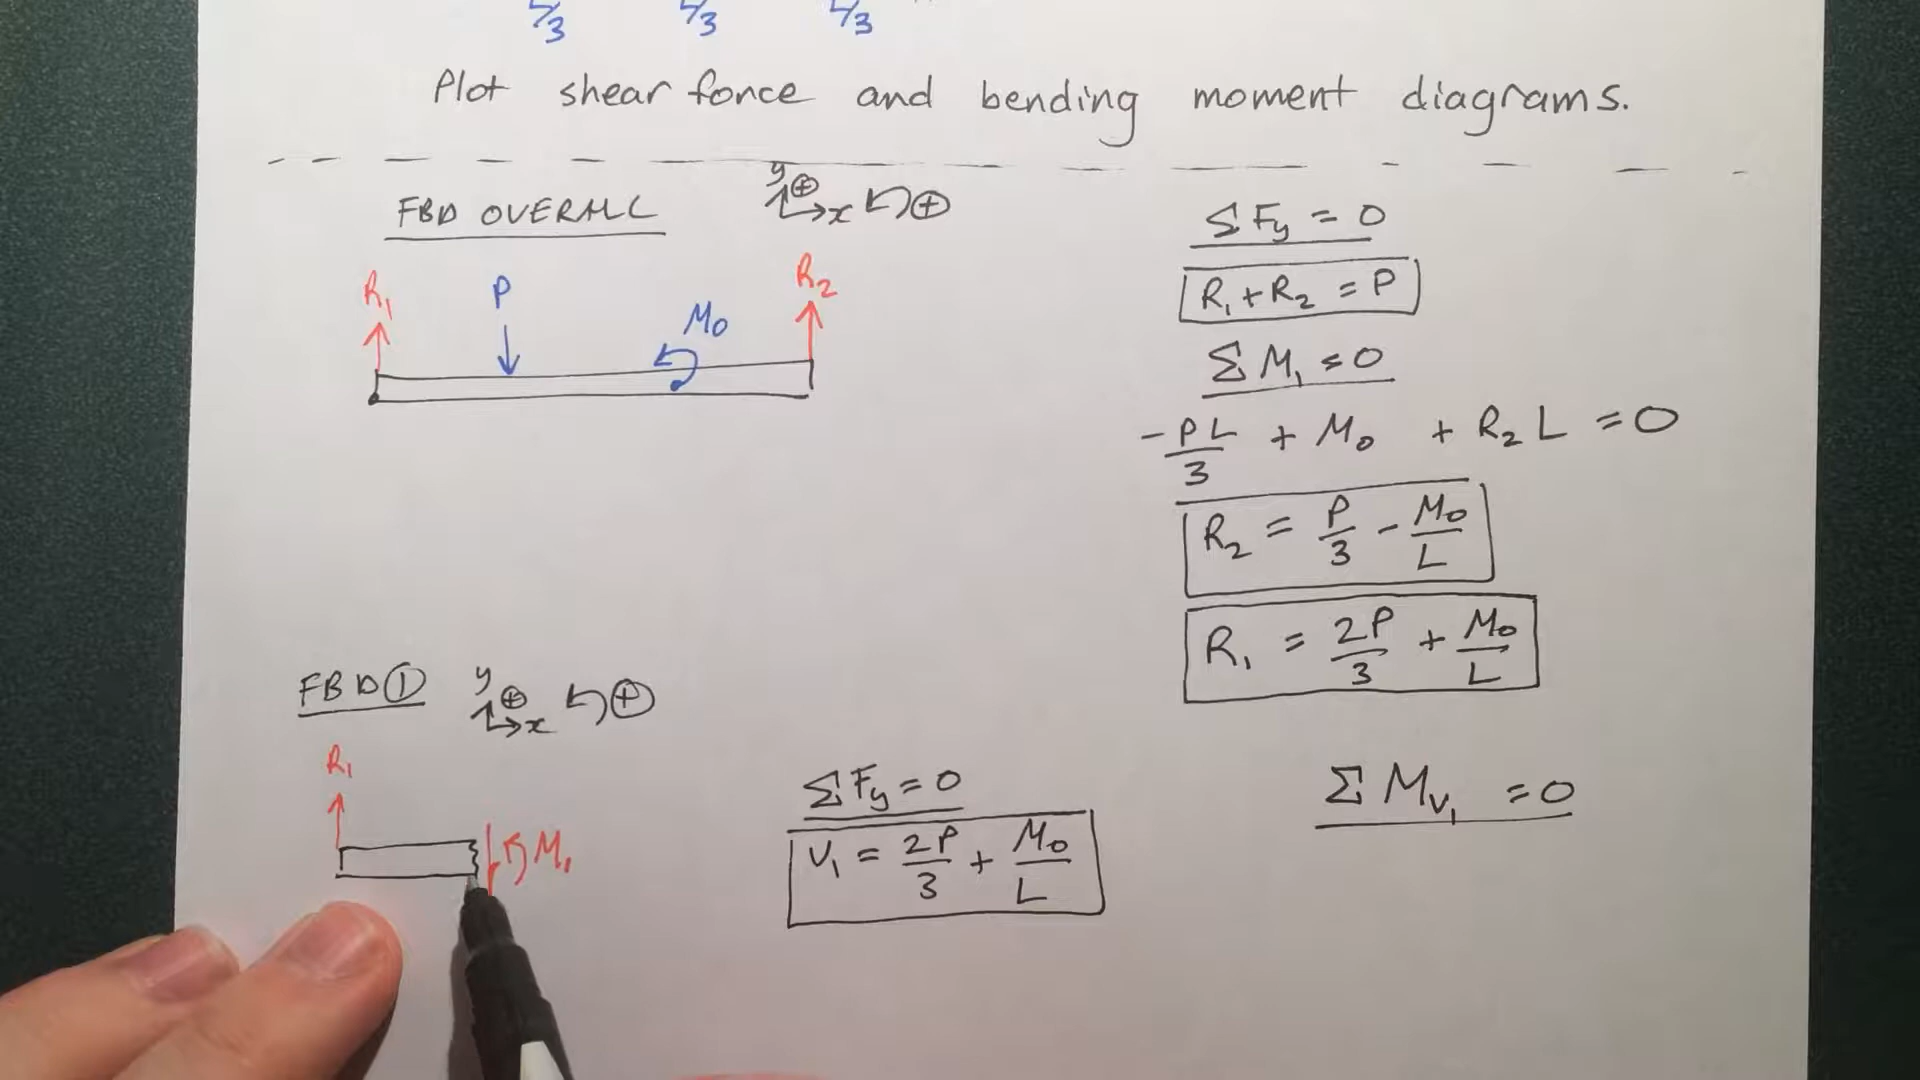 L/3 L/3 L/3
Plot shear force and bending moment diagrams.
FBD OVERALL
y ⊕ x ⊕
R₁ P M₀ R₂
ΣFy = 0
R₁ + R₂ = P
ΣM₁ = 0
-PL/3 + M₀ + R₂L = 0
R₂ = P/3 - M₀/L
R₁ = 2P/3 + M₀/L
FBD ①
y ⊕ x ⊕
R₁
M₁
ΣFy = 0
V₁ = 2P/3 + M₀/L
ΣMv₁ = 0